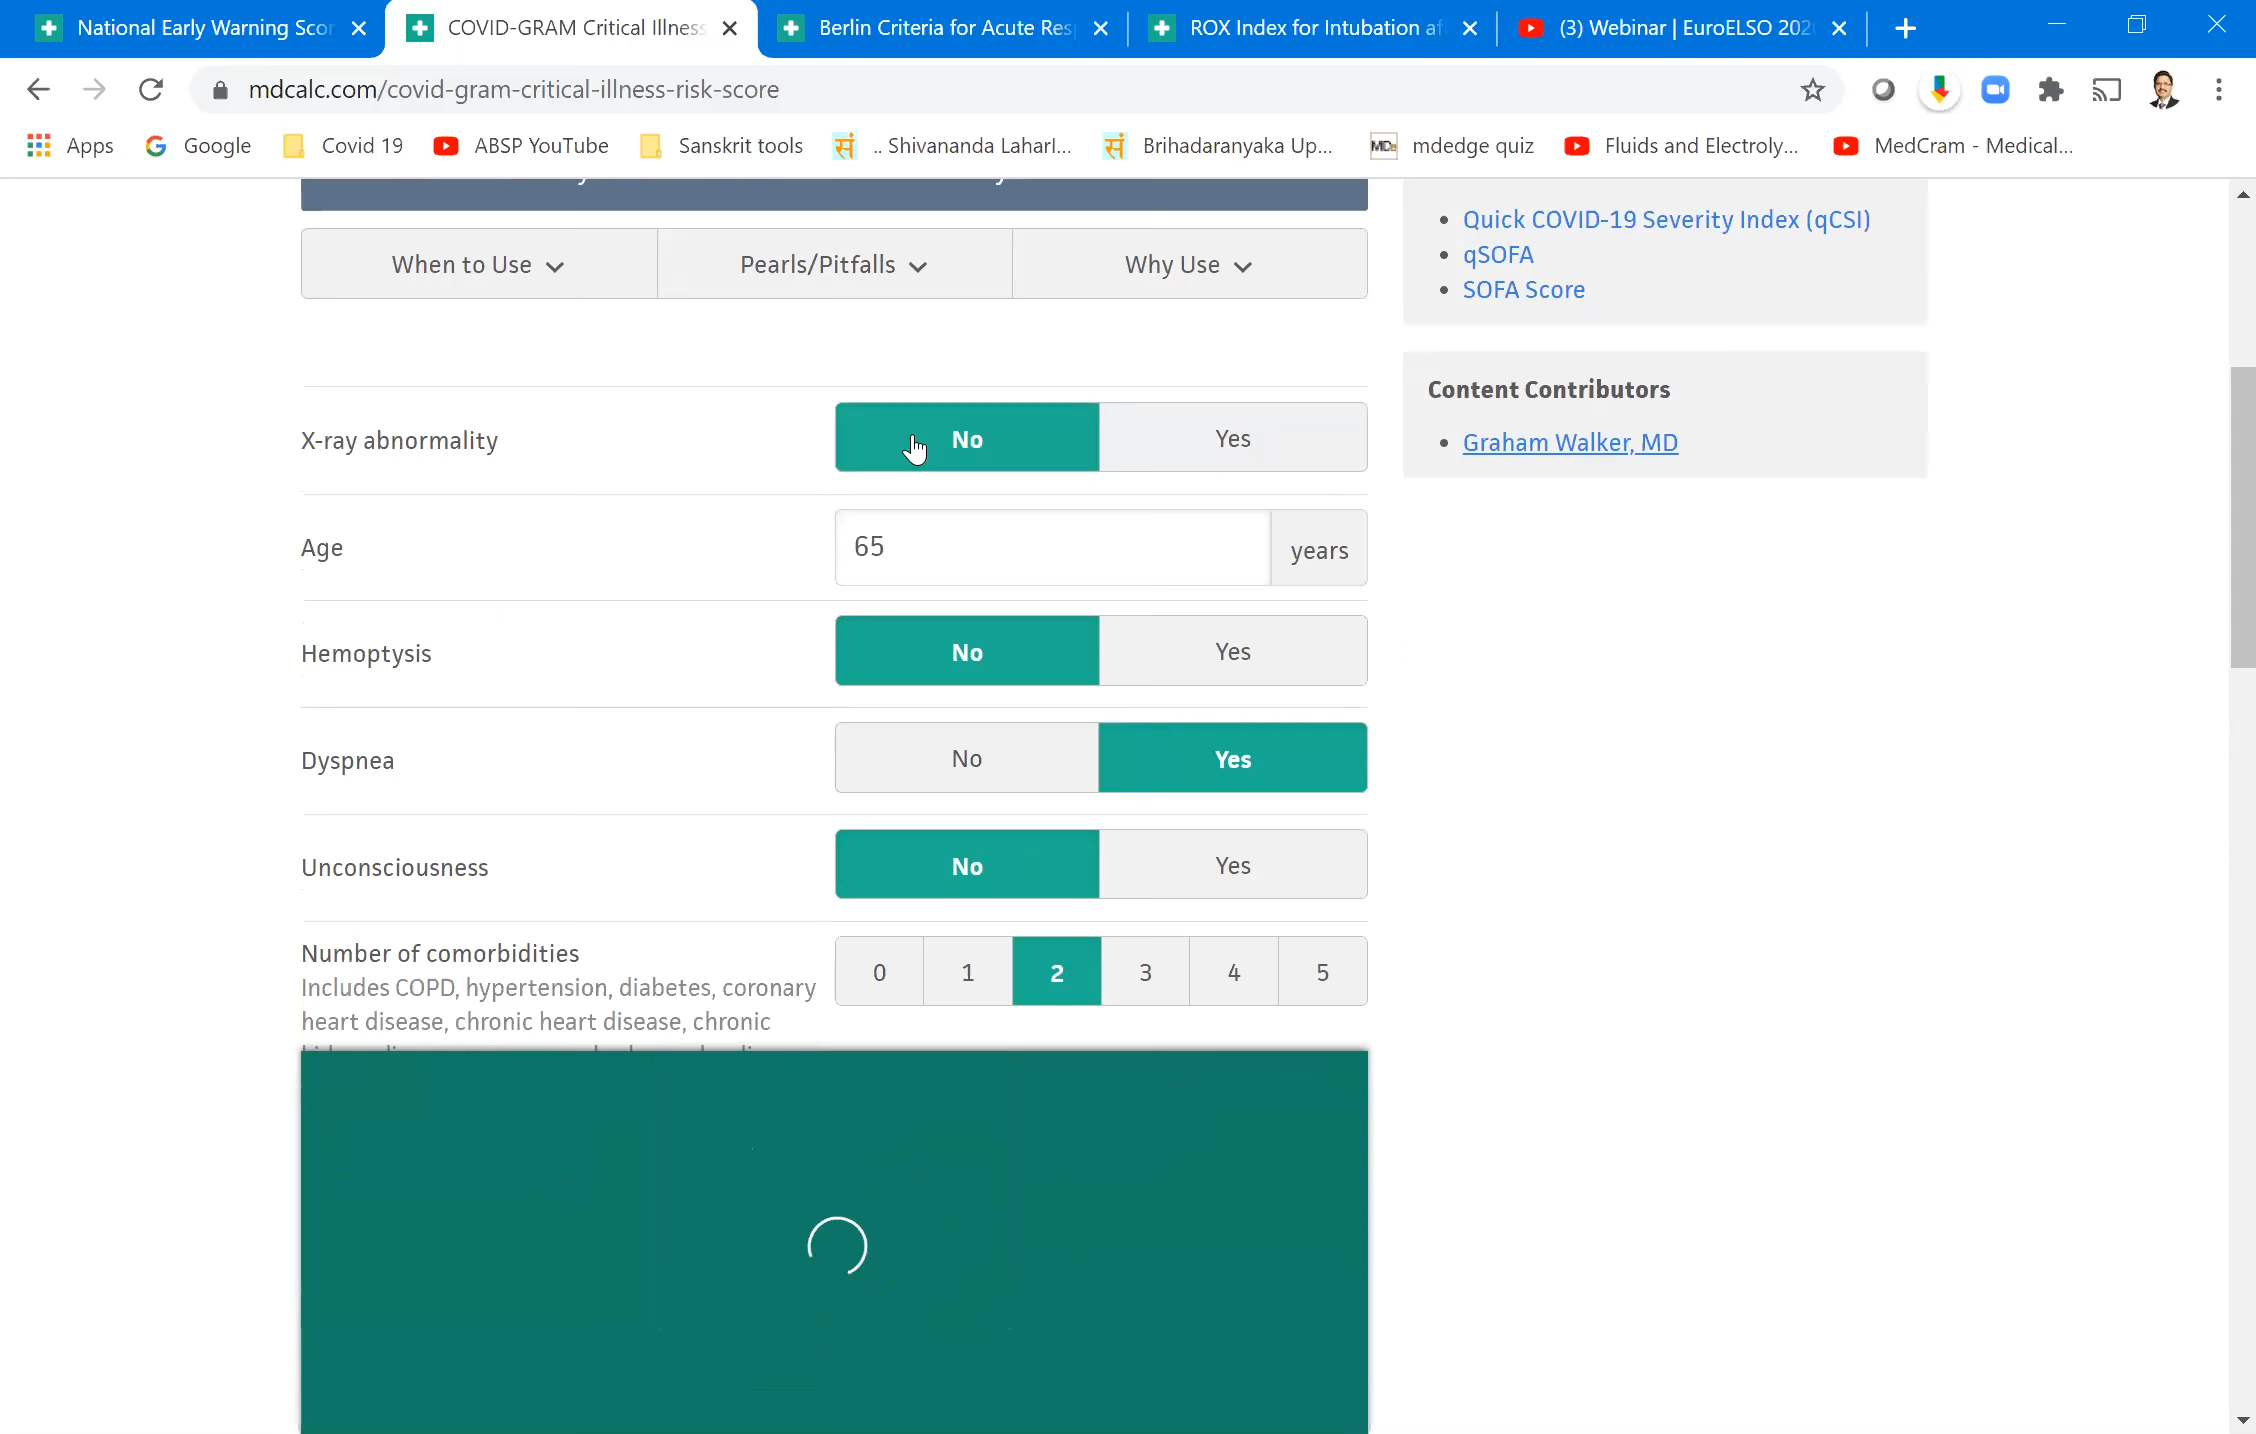 National Early Warning Scor
COVID-GRAM Critical Illness
Berlin Criteria for Acute Res
ROX Index for Intubation af
(3) Webinar | EuroELSO 202
mdcalc.com/covid-gram-critical-illness-risk-score
Apps
Google
Covid 19
ABSP YouTube
Sanskrit tools
सं .. Shivananda LaharI...
सं Brihadaranyaka Up...
MDe mdedge quiz
Fluids and Electroly...
MedCram - Medical...
When to Use
Pearls/Pitfalls
Why Use
X-ray abnormality
No
Yes
Age
65
years
Hemoptysis
No
Yes
Dyspnea
No
Yes
Unconsciousness
No
Yes
Number of comorbidities
Includes COPD, hypertension, diabetes, coronary
heart disease, chronic heart disease, chronic
0
1
2
3
4
5
Quick COVID-19 Severity Index (qCSI)
qSOFA
SOFA Score
Content Contributors
Graham Walker, MD